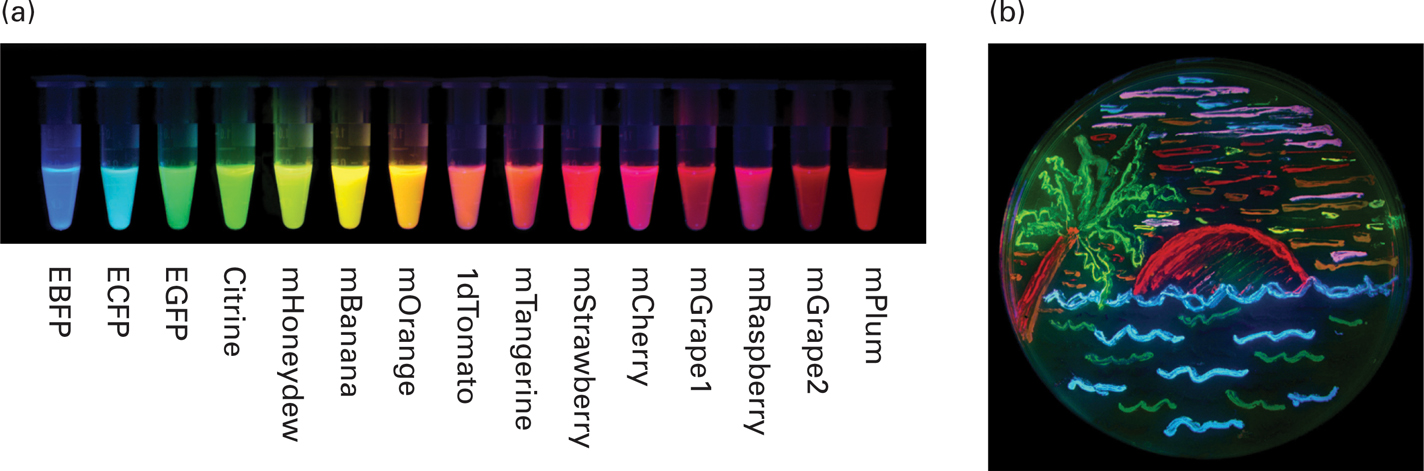 (a)
(b)
EBFP
ECFP
EGFP
Citrine
mHoneydew
mBanana
mOrange
1dTomato
mTangerine
mStrawberry
mCherry
mGrape1
mRaspberry
mGrape2
mPlum